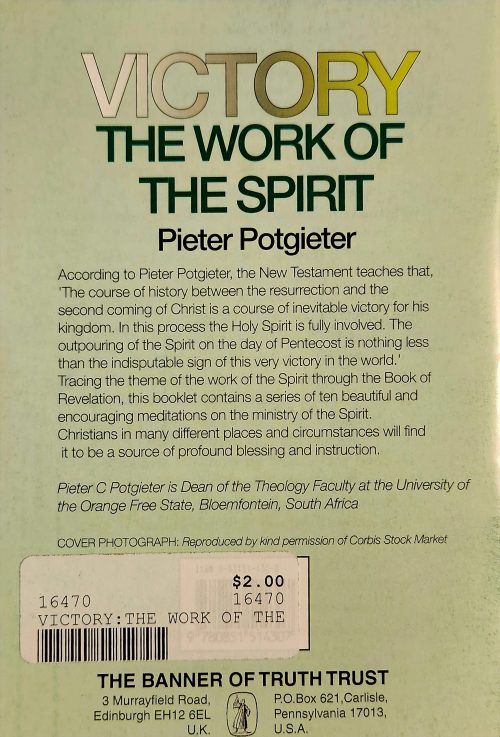 VICTORY
THE WORK OF
THE SPIRIT
Pieter Potgieter
According to Pieter Potgieter, the New Testament teaches that,
'The course of history between the resurrection and the
second coming of Christ is a course of inevitable victory for his
kingdom. In this process the Holy Spirit is fully involved. The
outpouring of the Spirit on the day of Pentecost is nothing less
than the indisputable sign of this very victory in the world.'
Tracing the theme of the work of the Spirit through the Book of
Revelation, this booklet contains a series of ten beautiful and
encouraging meditations on the ministry of the Spirit.
Christians in many different places and circumstances will find
it to be a source of profound blessing and instruction.
Pieter C Potgieter is Dean of the Theology Faculty at the University of
the Orange Free State, Bloemfontein, South Africa
COVER PHOTOGRAPH: Reproduced by kind permission of Corbis Stock Market
$2.00
16470 16470
VICTORY:THE WORK OF THE
9 780851 514307
THE BANNER OF TRUTH TRUST
3 Murrayfield Road,
Edinburgh EH12 6EL
U.K.
P.O.Box 621,Carlisle,
Pennsylvania 17013,
U.S.A.